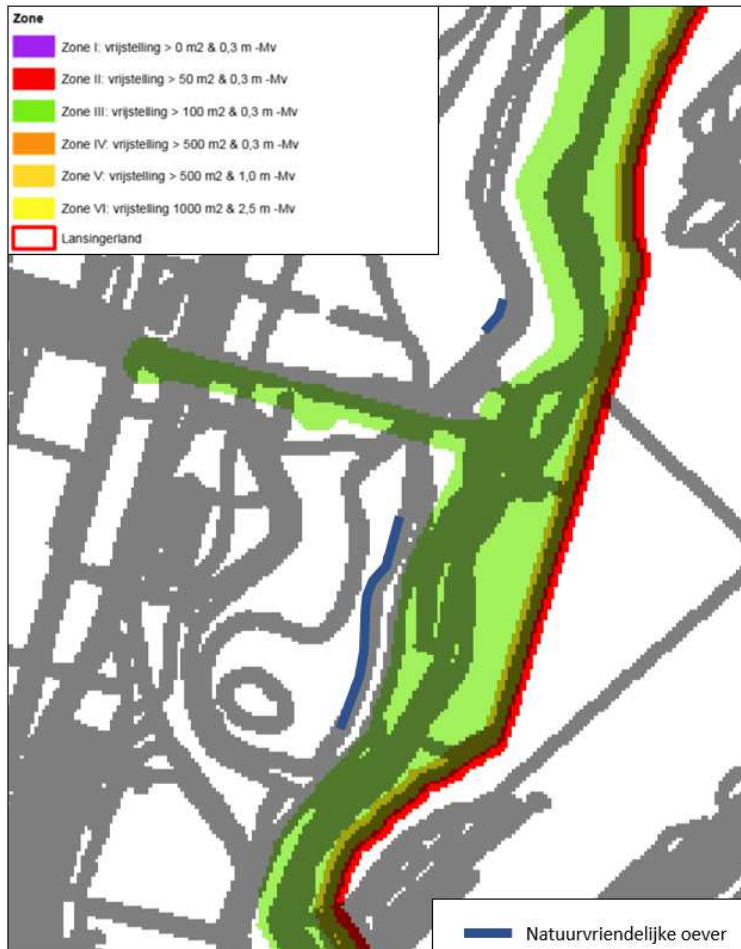 Zone
Zone I: vrijstelling > 0 m2 & 0,3 m -Mv
Zone II: vrijstelling > 50 m2 & 0,3 m -Mv
Zone III: vrijstelling > 100 m2 & 0,3 m -Mv
Zone IV: vrijstelling > 500 m2 & 0,3 m -Mv
Zone V: vrijstelling > 500 m2 & 1,0 m -Mv
Zone VI: vrijstelling 1000 m2 & 2,5 m -Mv
Lansingerland
Natuurvriendelijke oever